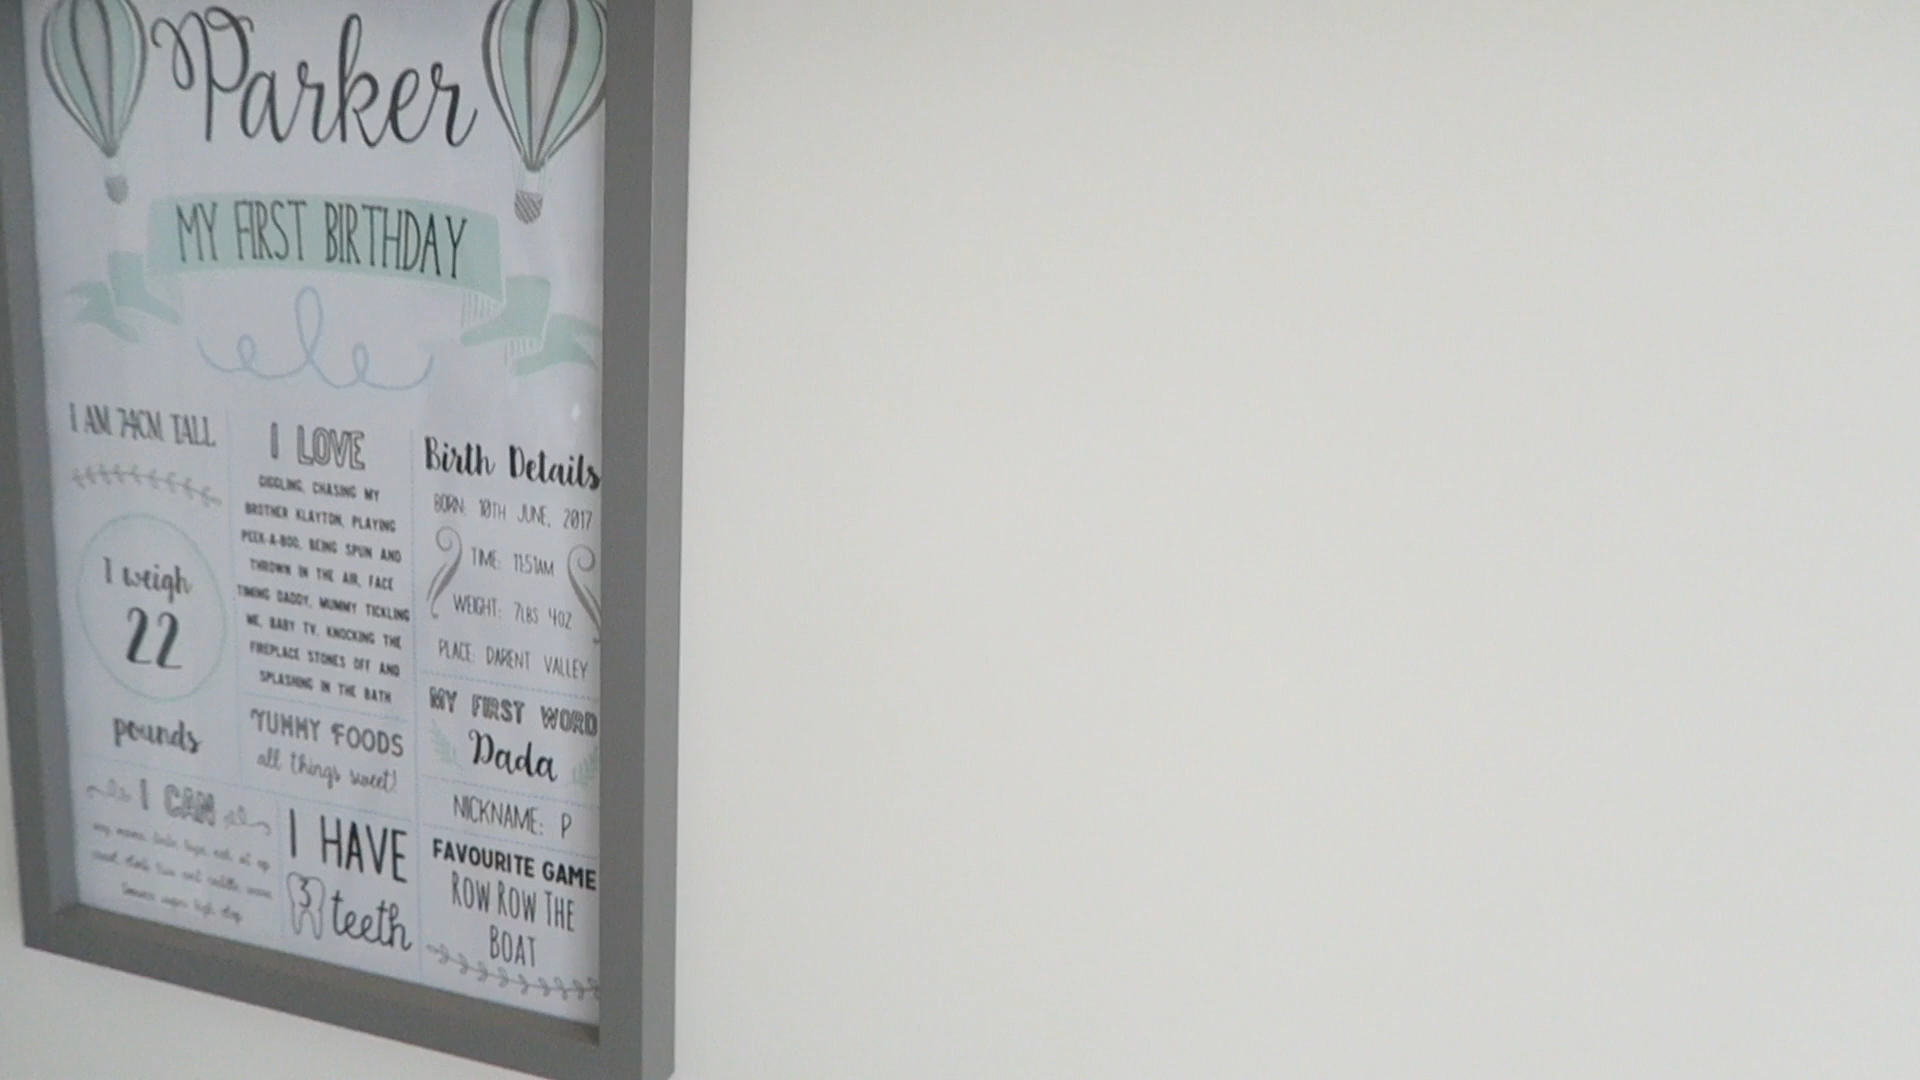 Parker
MY FIRST BIRTHDAY
I AM 74CM TALL
I weigh
22
pounds
I LOVE
GIGGLING, CHASING MY
BROTHER KLAYTON, PLAYING
PEEK-A-BOO, BEING SPUN AND
THROWN IN THE AIR, FACE
TIMING DADDY, MUMMY TICKLING
ME, BABY TV, KNOCKING THE
FIREPLACE STONES OFF AND
SPLASHING IN THE BATH
YUMMY FOODS
all things sweet!
Birth Details
BORN: 10TH JUNE, 2017
TIME: 11:51AM
WEIGHT: 7LBS 4OZ
PLACE: DARENT VALLEY
MY FIRST WORD
Dada
NICKNAME: P
FAVOURITE GAME
ROW ROW THE
BOAT
I CAN
I HAVE
3 teeth